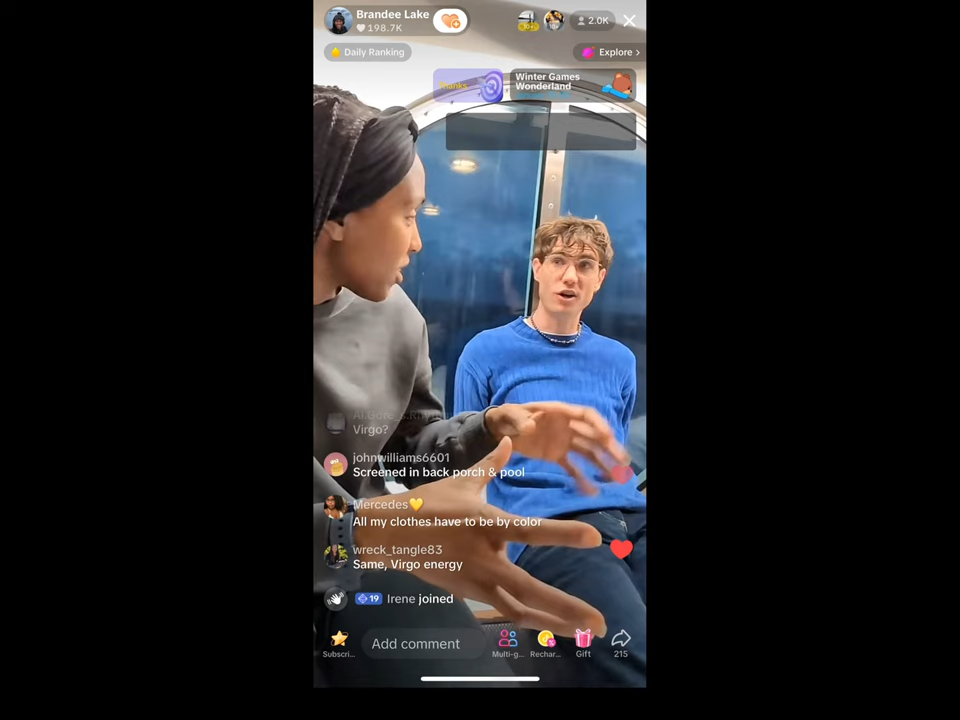 Brandee Lake
198.7K
2.0K
Daily Ranking
Explore >
Thanks
Winter Games
Wonderland
Virgo?
johnwilliams6601
Screened in back porch & pool
Mercedes💛
All my clothes have to be by color
wreck_tangle83
Same, Virgo energy
19 Irene joined
Add comment
Subscri...
Multi-g...
Rechar...
Gift
215